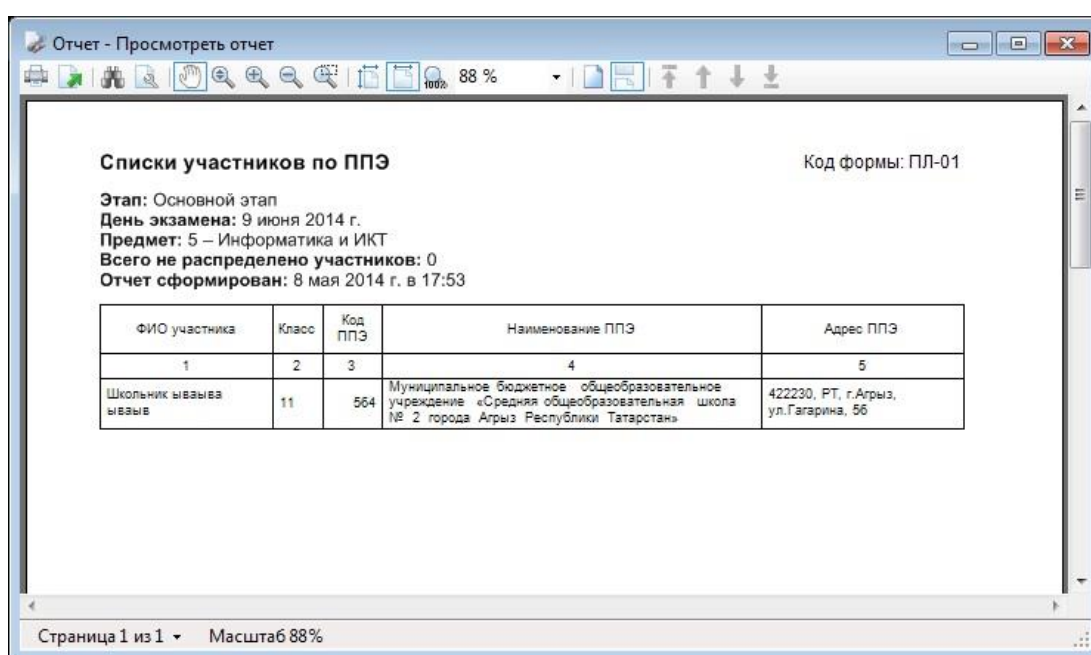 Отчет - Просмотреть отчет
100%
88 %
Списки участников по ППЭ
Код формы: ПЛ-01
Этап: Основной этап
День экзамена: 9 июня 2014 г.
Предмет: 5 – Информатика и ИКТ
Всего не распределено участников: 0
Отчет сформирован: 8 мая 2014 г. в 17:53
ФИО участника Класс Код ППЭ Наименование ППЭ Адрес ППЭ
1 2 3 4 5
Школьник ываыва
ываыв
11
564
Муниципальное бюджетное общеобразовательное
учреждение «Средняя общеобразовательная школа
№ 2 города Агрыз Республики Татарстан»
422230, РТ, г.Агрыз,
ул.Гагарина, 56
Страница 1 из 1
Масштаб 88%